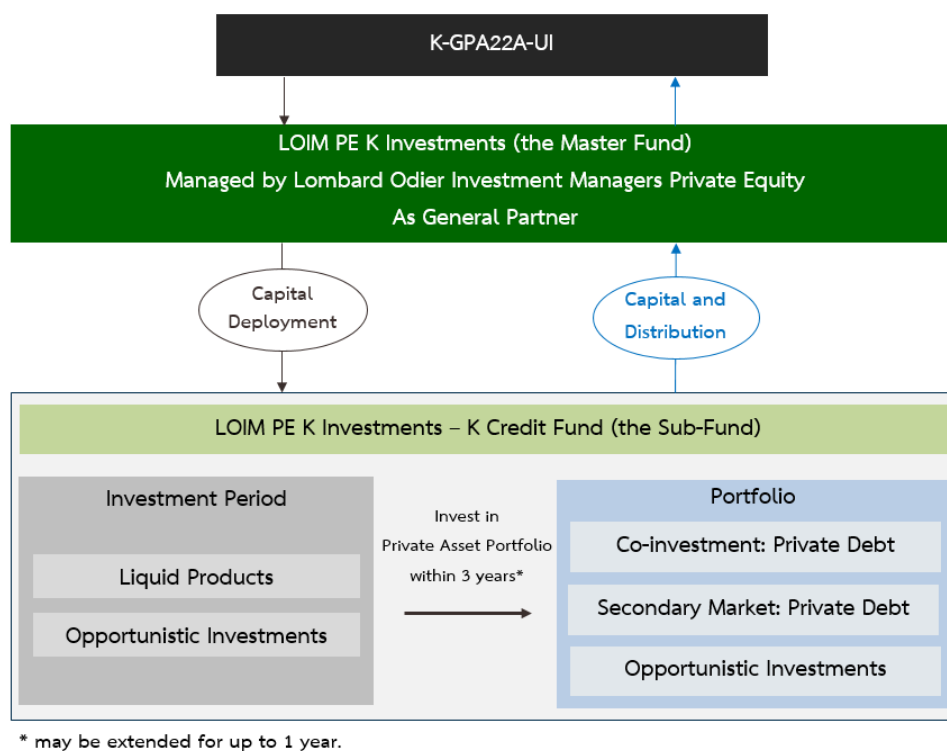 K-GPA22A-UI
LOIM PE K Investments (the Master Fund)
Managed by Lombard Odier Investment Managers Private Equity
As General Partner
Capital
Deployment
Capital and
Distribution
LOIM PE K Investments – K Credit Fund (the Sub-Fund)
Investment Period
Liquid Products
Opportunistic Investments
Invest in
Private Asset Portfolio
within 3 years*
Portfolio
Co-investment: Private Debt
Secondary Market: Private Debt
Opportunistic Investments
* may be extended for up to 1 year.